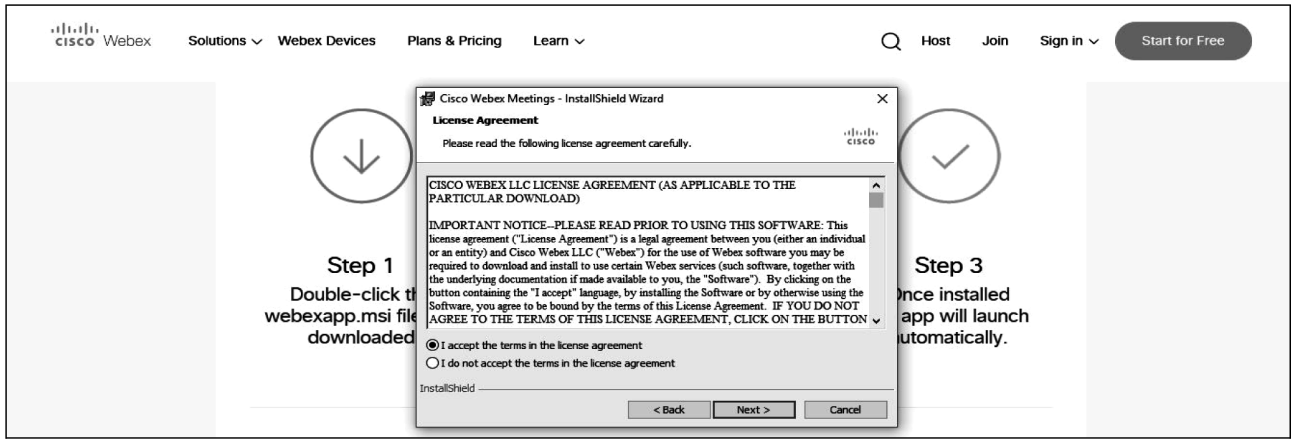 cisco Webex
Solutions Webex Devices Plans & Pricing Learn Host Join Sign in Start for Free
Cisco Webex Meetings - InstallShield Wizard
License Agreement
Please read the following license agreement carefully.
cisco
CISCO WEBEX LLC LICENSE AGREEMENT (AS APPLICABLE TO THE
PARTICULAR DOWNLOAD)
IMPORTANT NOTICE--PLEASE READ PRIOR TO USING THIS SOFTWARE: This
license agreement ("License Agreement") is a legal agreement between you (either an individual
or an entity) and Cisco Webex LLC ("Webex") for the use of Webex software you may be
required to download and install to use certain Webex services (such software, together with
the underlying documentation if made available to you, the "Software"). By clicking on the
button containing the "I accept" language, by installing the Software or by otherwise using the
Software, you agree to be bound by the terms of this License Agreement. IF YOU DO NOT
AGREE TO THE TERMS OF THIS LICENSE AGREEMENT, CLICK ON THE BUTTON
I accept the terms in the license agreement
I do not accept the terms in the license agreement
InstallShield
< Back Next > Cancel
Step 1
Double-click
webexapp.msi
downloaded
Step 3
installed
app will launch